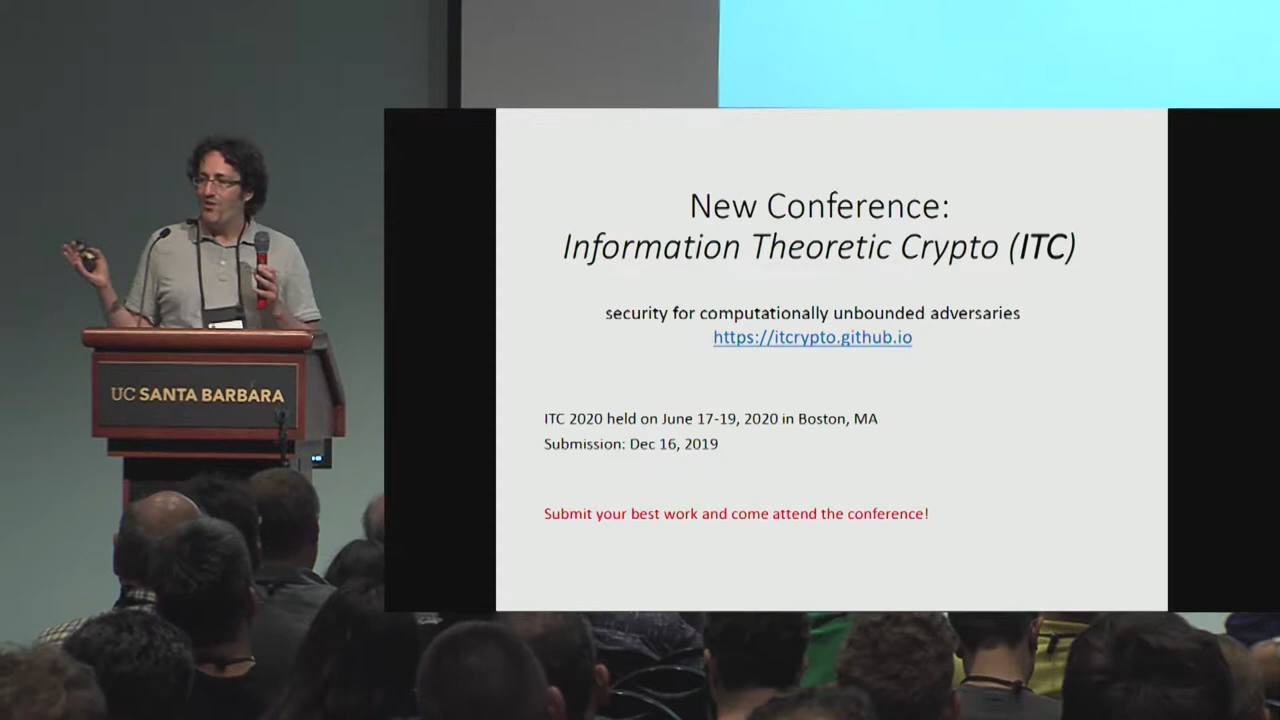 UC SANTA BARBARA
New Conference:
Information Theoretic Crypto (ITC)
security for computationally unbounded adversaries
https://itcrypto.github.io
ITC 2020 held on June 17-19, 2020 in Boston, MA
Submission: Dec 16, 2019
Submit your best work and come attend the conference!